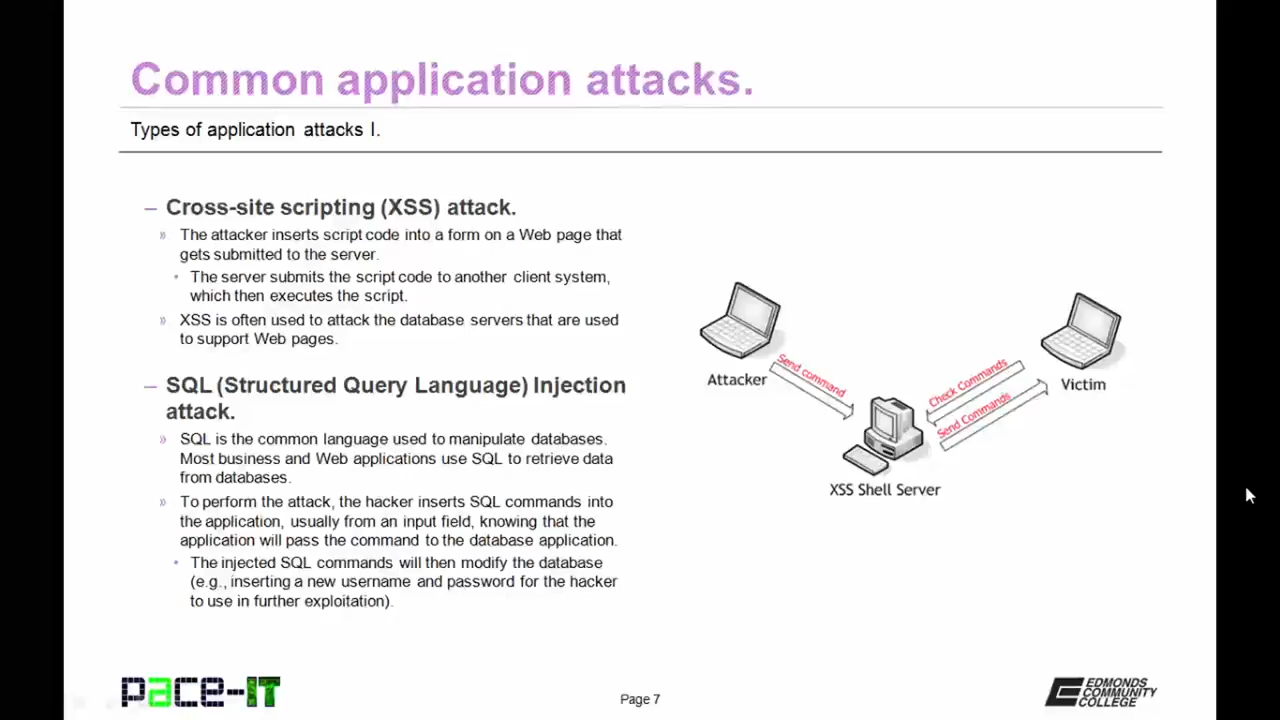 Common application attacks.
Types of application attacks I.
– Cross-site scripting (XSS) attack.
» The attacker inserts script code into a form on a Web page that
gets submitted to the server.
• The server submits the script code to another client system,
which then executes the script.
» XSS is often used to attack the database servers that are used
to support Web pages.
– SQL (Structured Query Language) Injection
attack.
» SQL is the common language used to manipulate databases.
Most business and Web applications use SQL to retrieve data
from databases.
» To perform the attack, the hacker inserts SQL commands into
the application, usually from an input field, knowing that the
application will pass the command to the database application.
• The injected SQL commands will then modify the database
(e.g., inserting a new username and password for the hacker
to use in further exploitation).
Attacker
Send command
Check Commands
Send Commands
Victim
XSS Shell Server
pace-IT
Page 7
EDMONDS
COMMUNITY
COLLEGE